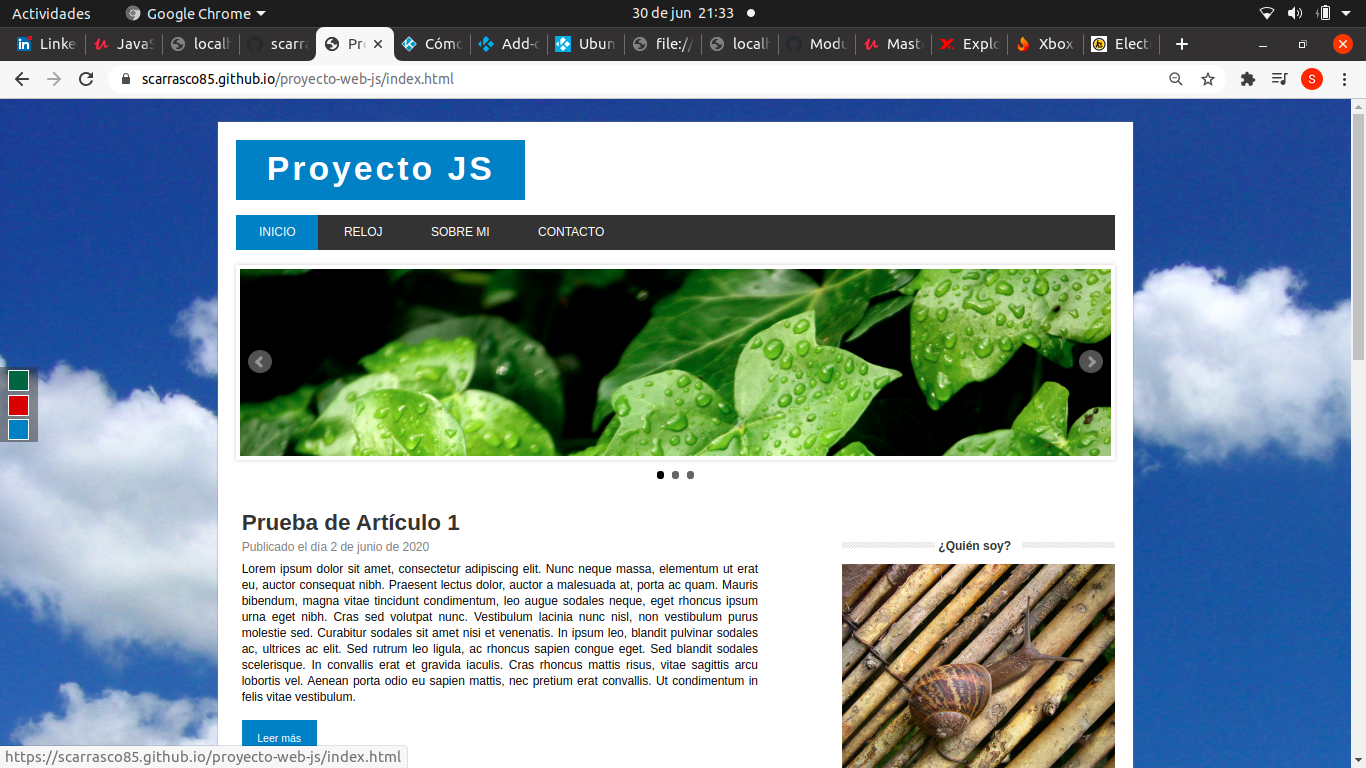 Actividades Google Chrome 30 de jun 21:33
Linke JavaS localh scarra Pro Cómo Add-o Ubun file:// localh Modu Mast Explo Xbox Elect
scarrasco85.github.io/proyecto-web-js/index.html S
Proyecto JS
INICIO RELOJ SOBRE MI CONTACTO
Prueba de Artículo 1
Publicado el día 2 de junio de 2020
Lorem ipsum dolor sit amet, consectetur adipiscing elit. Nunc neque massa, elementum ut erat
eu, auctor consequat nibh. Praesent lectus dolor, auctor a malesuada at, porta ac quam. Mauris
bibendum, magna vitae tincidunt condimentum, leo augue sodales neque, eget rhoncus ipsum
urna eget nibh. Cras sed volutpat nunc. Vestibulum lacinia nunc nisl, non vestibulum purus
molestie sed. Curabitur sodales sit amet nisi et venenatis. In ipsum leo, blandit pulvinar sodales
ac, ultrices ac elit. Sed rutrum leo ligula, ac rhoncus sapien congue eget. Sed blandit sodales
scelerisque. In convallis erat et gravida iaculis. Cras rhoncus mattis risus, vitae sagittis arcu
lobortis vel. Aenean porta odio eu sapien mattis, nec pretium erat convallis. Ut condimentum in
felis vitae vestibulum.
Leer más
¿Quién soy?
https://scarrasco85.github.io/proyecto-web-js/index.html